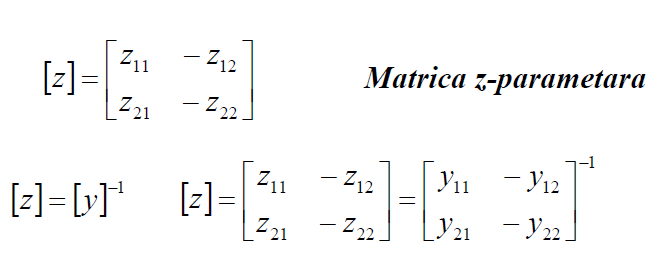 [z] = [ z₁₁ − z₁₂ ; z₂₁ − z₂₂ ] Matrica z-parametara
[z] = [y]⁻¹ [z] = [ z₁₁ − z₁₂ ; z₂₁ − z₂₂ ] = [ y₁₁ − y₁₂ ; y₂₁ − y₂₂ ]⁻¹